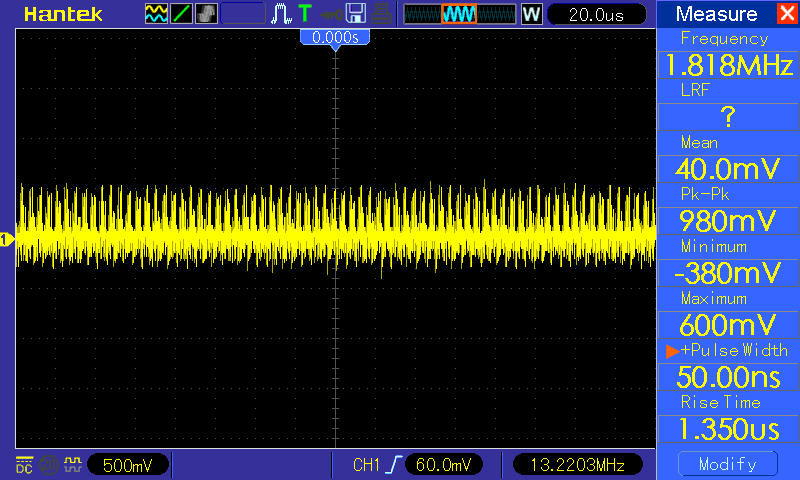 Hantek T W 20.0us Measure
0.000s
Frequency
1.818MHz
LRF
?
Mean
40.0mV
Pk-Pk
980mV
Minimum
-380mV
Maximum
600mV
+Pulse Width
50.00ns
Rise Time
1.350us
Modify
1
DC 500mV CH1 60.0mV 13.2203MHz